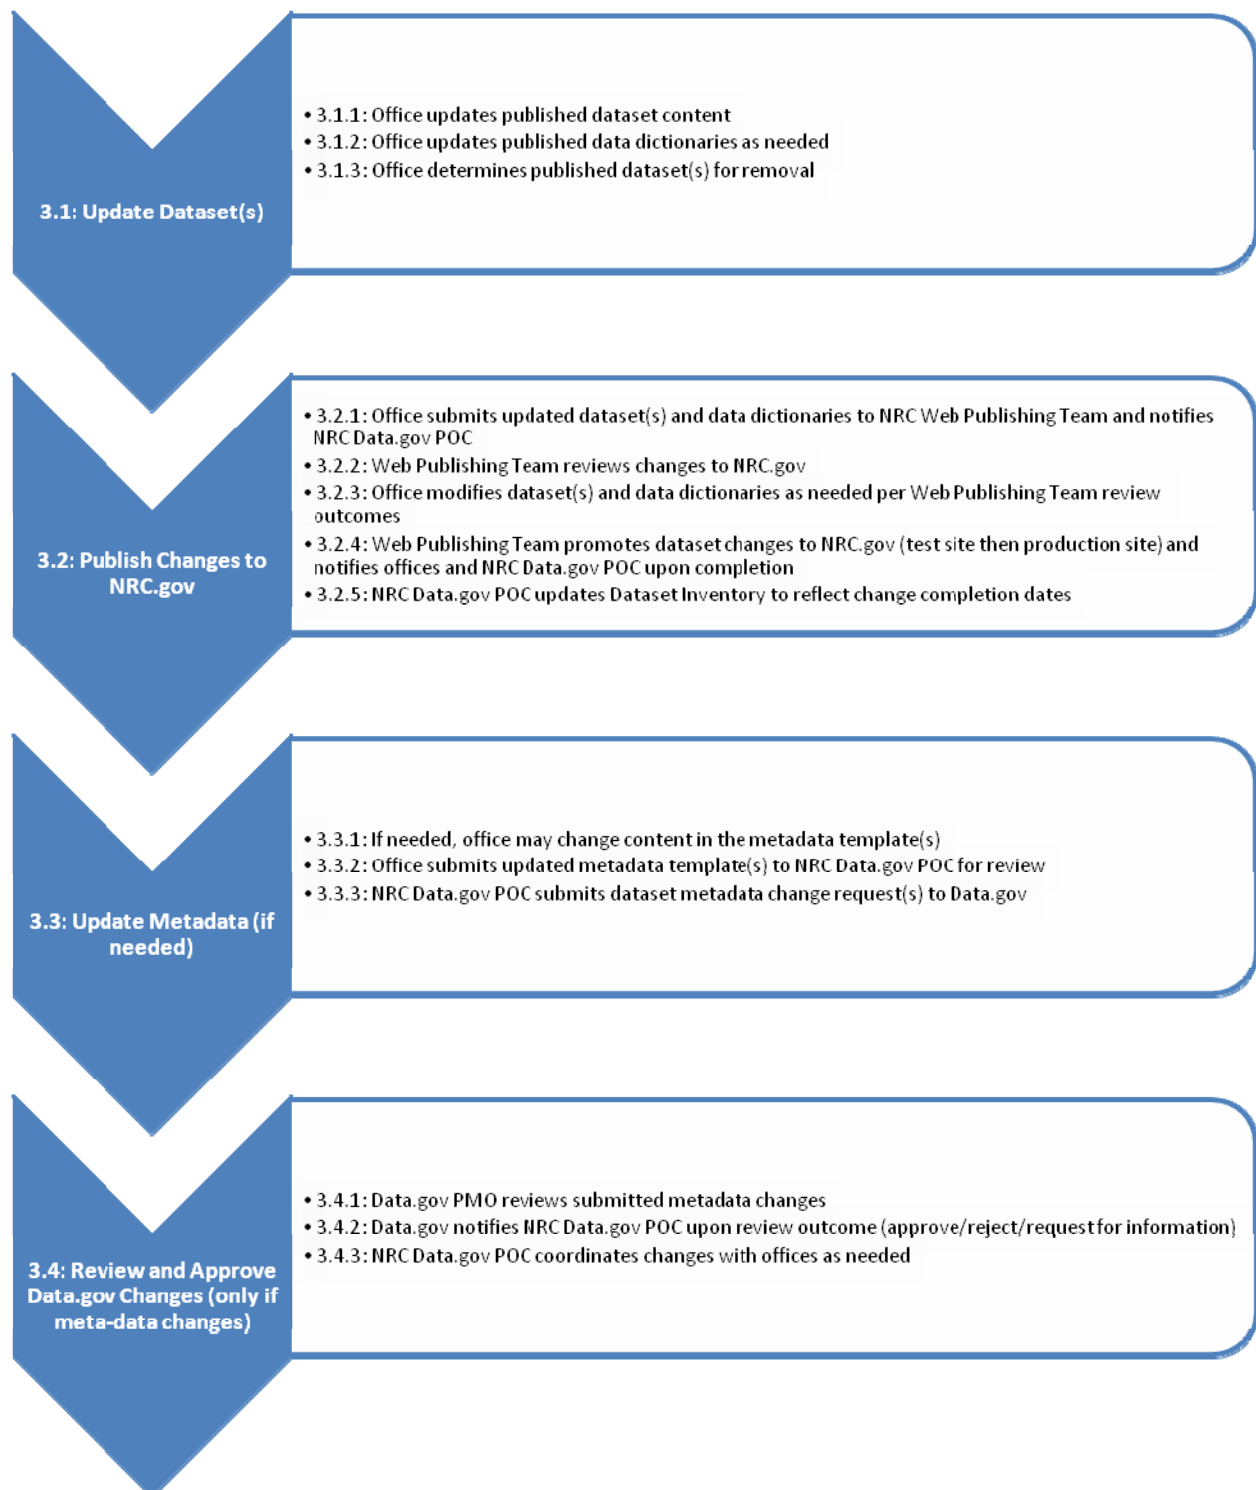 3.1: Update Dataset(s)
• 3.1.1: Office updates published dataset content
• 3.1.2: Office updates published data dictionaries as needed
• 3.1.3: Office determines published dataset(s) for removal
3.2: Publish Changes to
NRC.gov
• 3.2.1: Office submits updated dataset(s) and data dictionaries to NRC Web Publishing Team and notifies
NRC Data.gov POC
• 3.2.2: Web Publishing Team reviews changes to NRC.gov
• 3.2.3: Office modifies dataset(s) and data dictionaries as needed per Web Publishing Team review
outcomes
• 3.2.4: Web Publishing Team promotes dataset changes to NRC.gov (test site then production site) and
notifies offices and NRC Data.gov POC upon completion
• 3.2.5: NRC Data.gov POC updates Dataset Inventory to reflect change completion dates
3.3: Update Metadata (if
needed)
• 3.3.1: If needed, office may change content in the metadata template(s)
• 3.3.2: Office submits updated metadata template(s) to NRC Data.gov POC for review
• 3.3.3: NRC Data.gov POC submits dataset metadata change request(s) to Data.gov
3.4: Review and Approve
Data.gov Changes (only if
meta-data changes)
• 3.4.1: Data.gov PMO reviews submitted metadata changes
• 3.4.2: Data.gov notifies NRC Data.gov POC upon review outcome (approve/reject/request for information)
• 3.4.3: NRC Data.gov POC coordinates changes with offices as needed